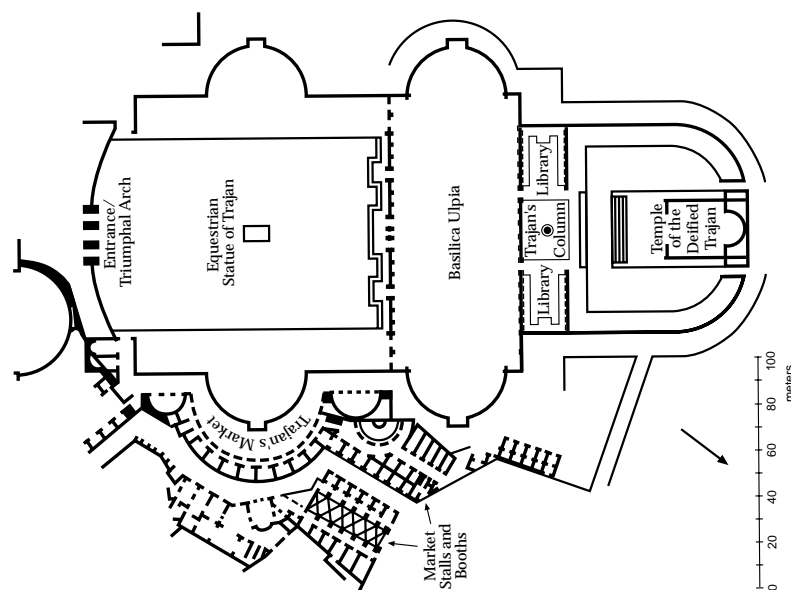 Entrance/
Triumphal Arch
Equestrian
Statue of Trajan
Basilica Ulpia
Library
Trajan's
Column
Library
Temple
of the
Deified
Trajan
Trajan's Market
Market
Stalls and
Booths
0 20 40 60 80 100
meters